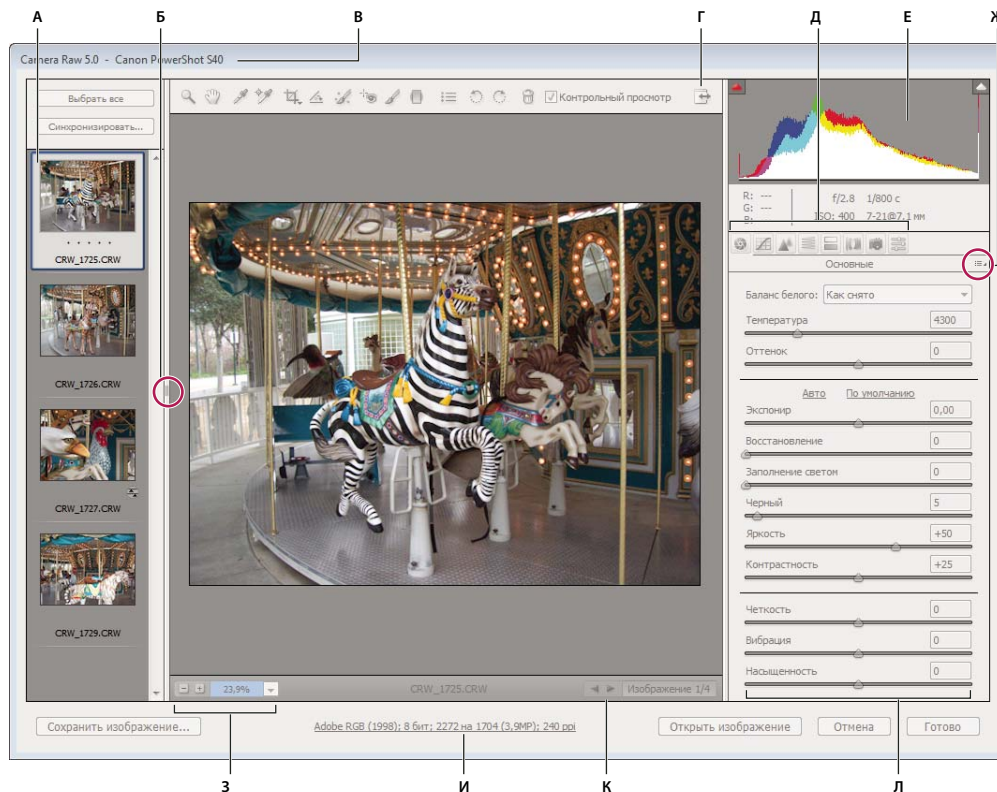 А Б В Г Д Е Ж
Camera Raw 5.0 - Canon PowerShot S40
Выбрать все
Синхронизировать...
CRW_1725.CRW
CRW_1726.CRW
CRW_1727.CRW
CRW_1729.CRW
Контрольный просмотр
23,9%
CRW_1725.CRW
Изображение 1/4
R: ---
G: ---
B: ---
f/2.8 1/800 с
ISO: 400 7-21@7.1 мм
Основные
Баланс белого: Как снято
Температура 4300
Оттенок 0
Авто По умолчанию
Экспонир 0,00
Восстановление 0
Заполнение светом 0
Черный 5
Яркость +50
Контрастность +25
Четкость 0
Вибрация 0
Насыщенность 0
Сохранить изображение...
Adobe RGB (1998); 8 бит; 2272 на 1704 (3,9MP); 240 ppi
Открыть изображение
Отмена
Готово
З И К Л